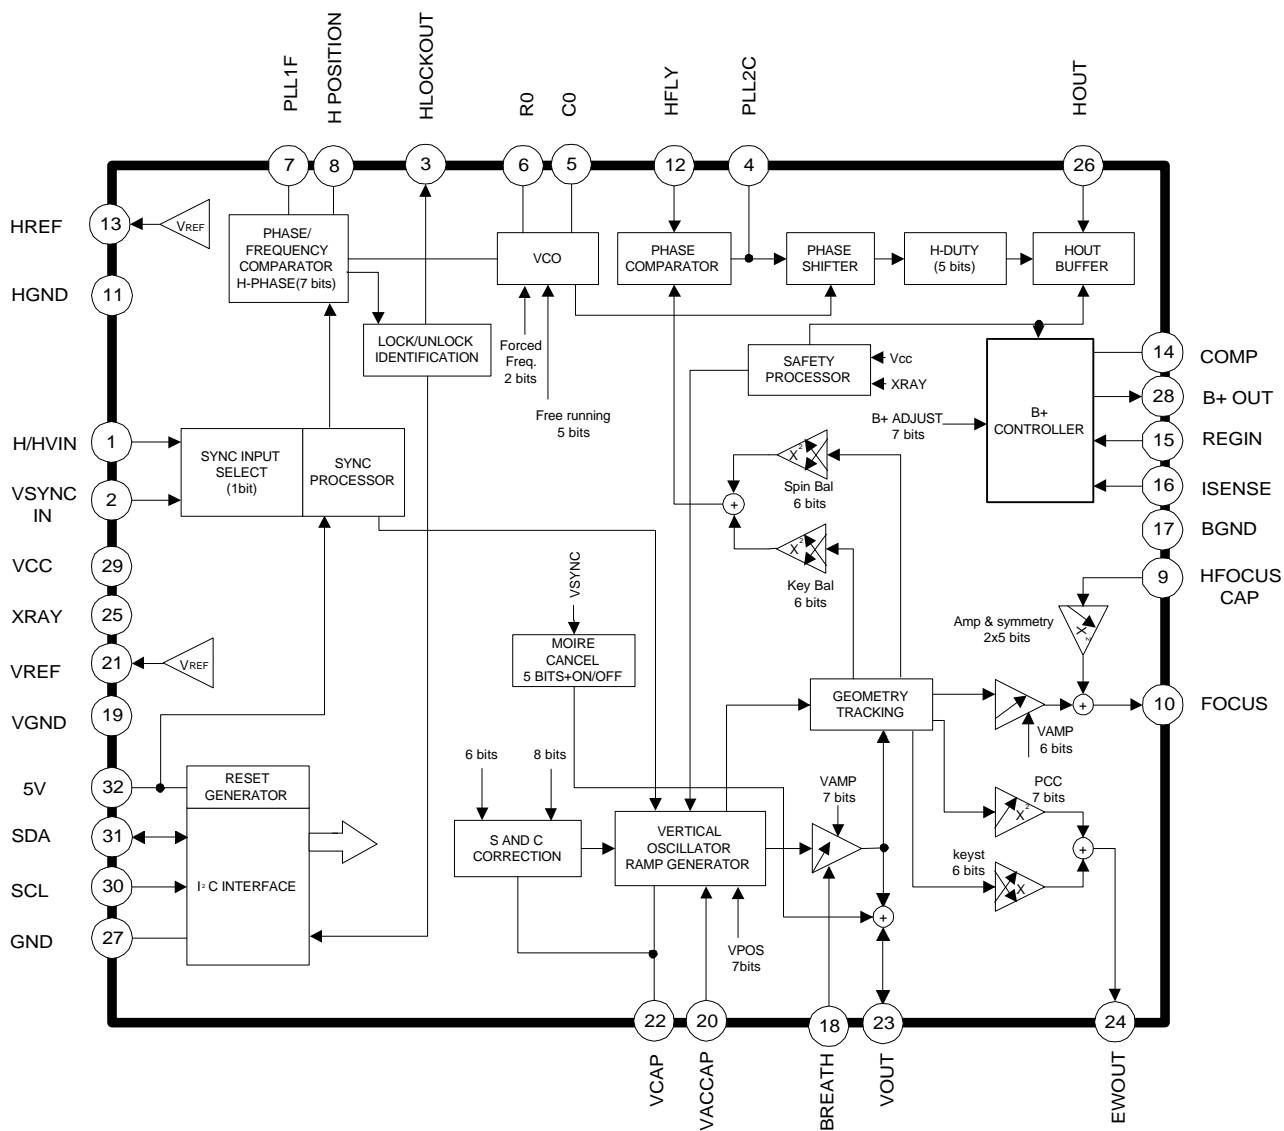 PLL1F
H POSITION
HLOCKOUT
R0
C0
HFLY
PLL2C
HOUT
7
8
3
6
5
12
4
26
HREF
13
VREF
HGND
11
PHASE/
FREQUENCY
COMPARATOR
H-PHASE(7 bits)
VCO
PHASE
COMPARATOR
PHASE
SHIFTER
H-DUTY
(5 bits)
HOUT
BUFFER
LOCK/UNLOCK
IDENTIFICATION
Forced
Freq.
2 bits
Free running
5 bits
SAFETY
PROCESSOR
Vcc
XRAY
B+ ADJUST
7 bits
B+
CONTROLLER
14
COMP
28
B+ OUT
15
REGIN
16
ISENSE
17
BGND
9
HFOCUS
CAP
10
FOCUS
H/HVIN
1
VSYNC
IN
2
SYNC INPUT
SELECT
(1bit)
SYNC
PROCESSOR
VCC
29
XRAY
25
VREF
21
VREF
VGND
19
5V
32
SDA
31
SCL
30
GND
27
RESET
GENERATOR
I²C INTERFACE
X2
Spin Bal
6 bits
+
X2
Key Bal
6 bits
VSYNC
MOIRE
CANCEL
5 BITS+ON/OFF
Amp & symmetry
2x5 bits
X2
GEOMETRY
TRACKING
+
VAMP
6 bits
6 bits
8 bits
S AND C
CORRECTION
VERTICAL
OSCILLATOR
RAMP GENERATOR
VAMP
7 bits
PCC
7 bits
X2
keyst
6 bits
X
+
+
VPOS
7bits
22
20
18
23
24
VCAP
VACCAP
BREATH
VOUT
EWOUT